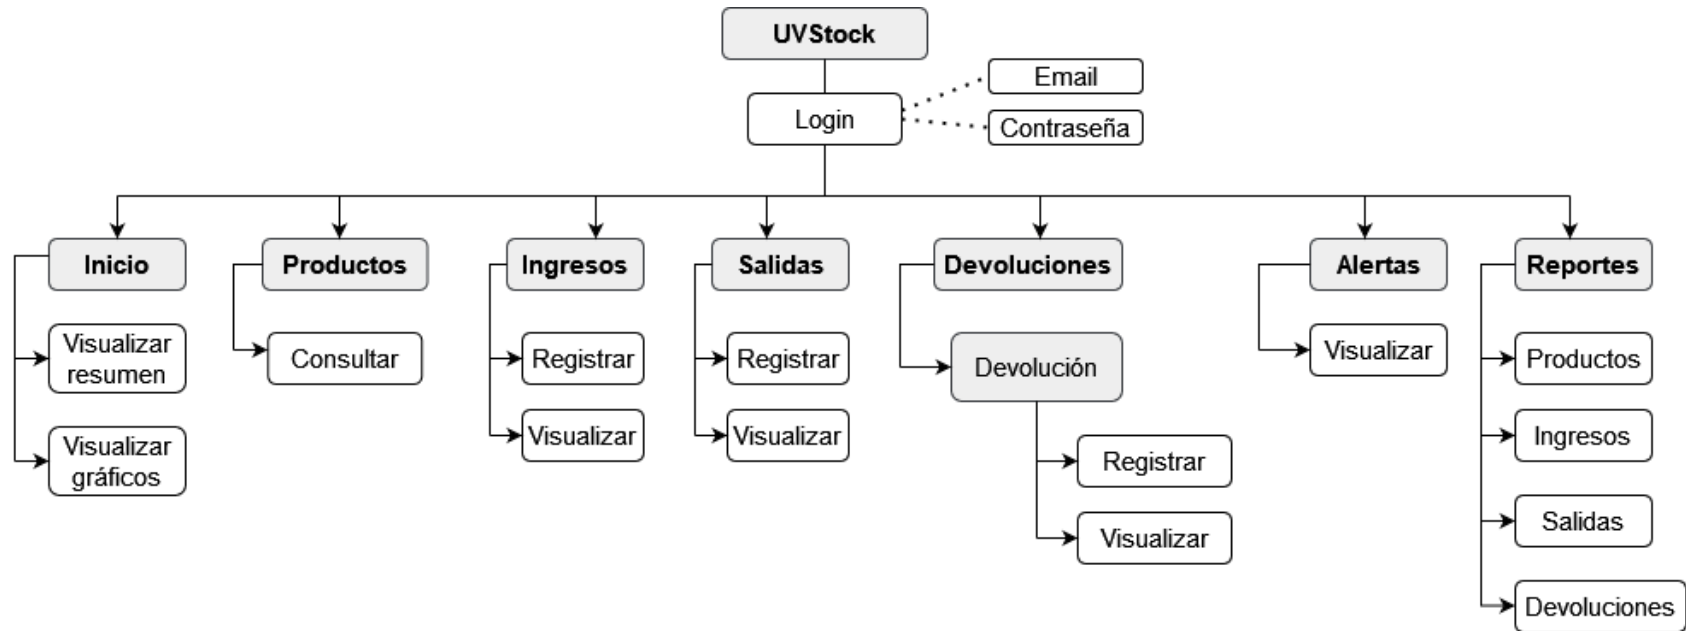 UVStock
Login
Email
Contraseña
Inicio
Productos
Ingresos
Salidas
Devoluciones
Alertas
Reportes
Visualizar
resumen
Visualizar
gráficos
Consultar
Registrar
Visualizar
Registrar
Visualizar
Devolución
Registrar
Visualizar
Visualizar
Productos
Ingresos
Salidas
Devoluciones